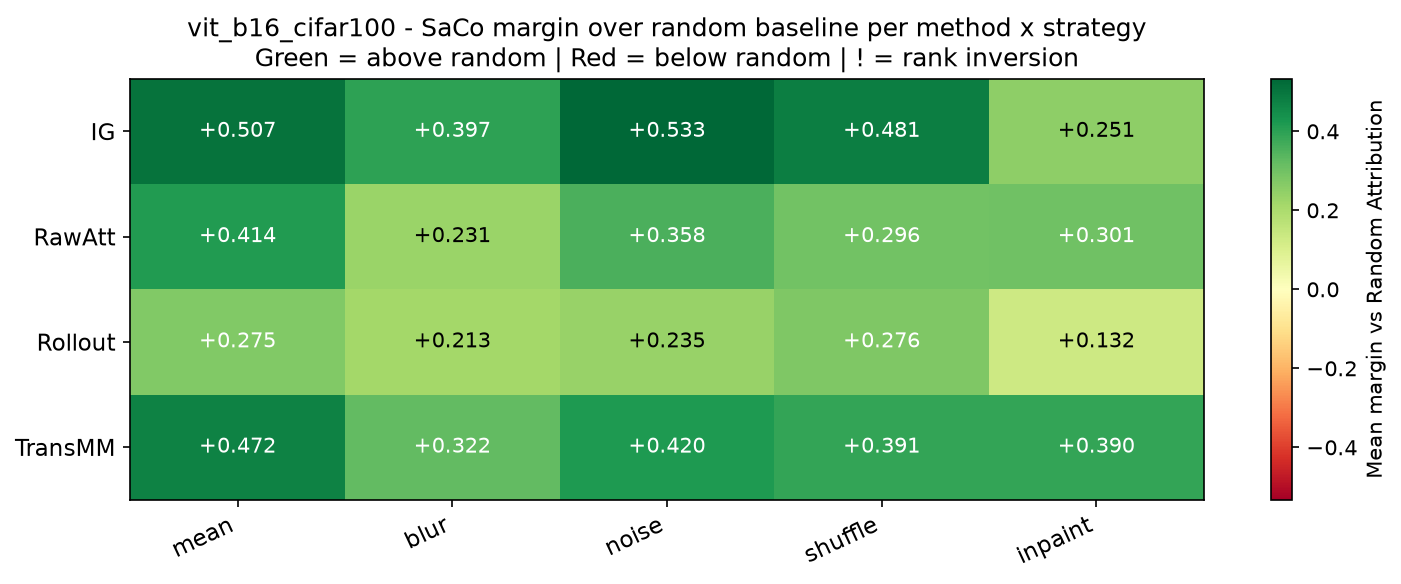 vit_b16_cifar100 - SaCo margin over random baseline per method x strategy
Green = above random | Red = below random | ! = rank inversion
IG +0.507 +0.397 +0.533 +0.481 +0.251
RawAtt +0.414 +0.231 +0.358 +0.296 +0.301
Rollout +0.275 +0.213 +0.235 +0.276 +0.132
TransMM +0.472 +0.322 +0.420 +0.391 +0.390
mean blur noise shuffle inpaint
0.4
0.2
0.0
−0.2
−0.4
Mean margin vs Random Attribution